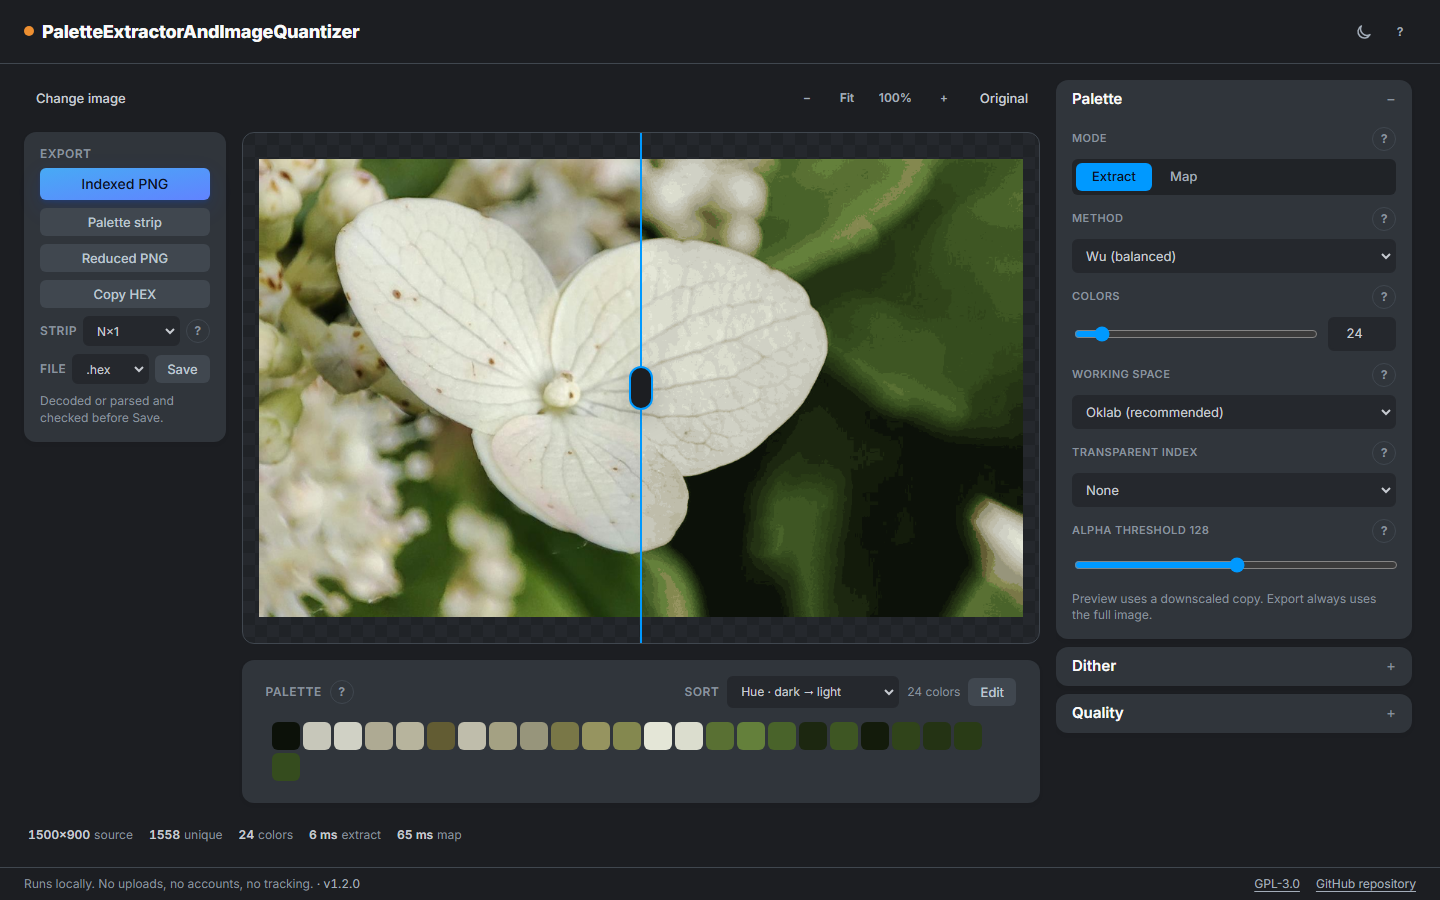 PaletteExtractorAndImageQuantizer
?
Change image
− Fit 100% + Original
EXPORT
Indexed PNG
Palette strip
Reduced PNG
Copy HEX
STRIP N×1 ?
FILE .hex Save
Decoded or parsed and
checked before Save.
PALETTE ? SORT Hue · dark → light 24 colors Edit
Palette −
MODE ?
Extract Map
METHOD ?
Wu (balanced)
COLORS ?
24
WORKING SPACE ?
Oklab (recommended)
TRANSPARENT INDEX ?
None
ALPHA THRESHOLD 128 ?
Preview uses a downscaled copy. Export always uses
the full image.
Dither +
Quality +
1500×900 source 1558 unique 24 colors 6 ms extract 65 ms map
Runs locally. No uploads, no accounts, no tracking. · v1.2.0
GPL-3.0 GitHub repository